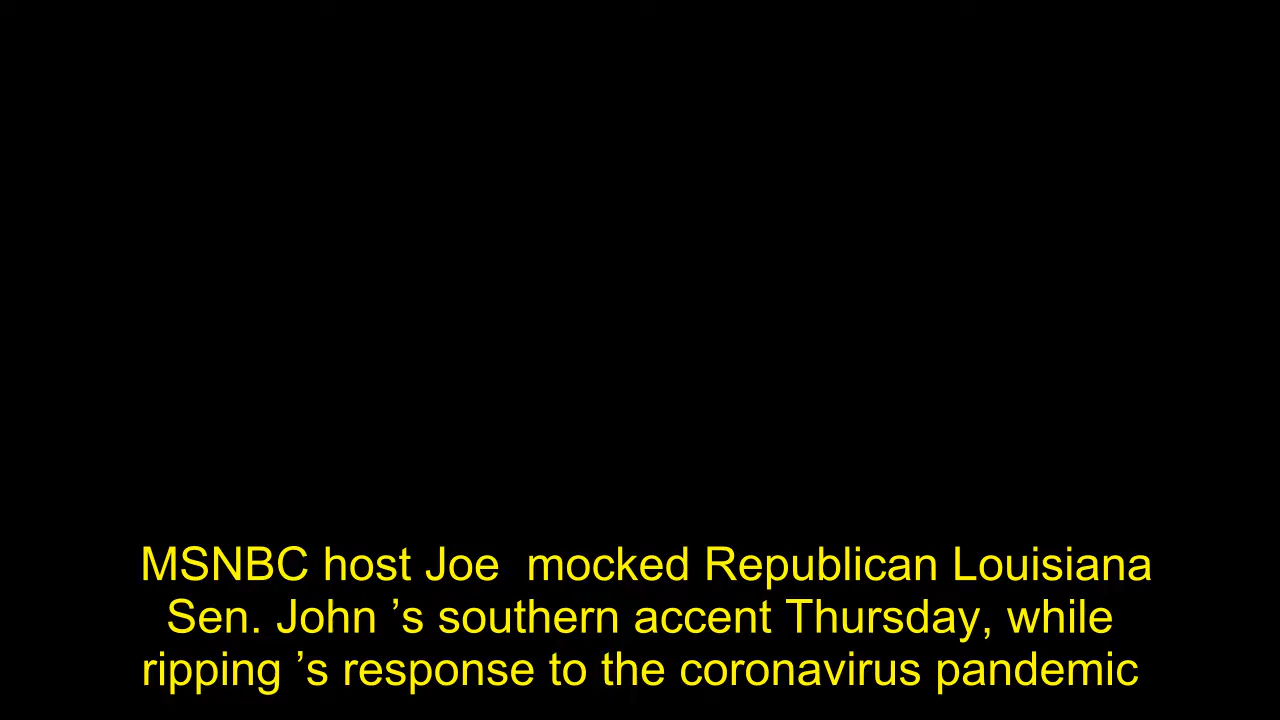 MSNBC host Joe  mocked Republican Louisiana
Sen. John ’s southern accent Thursday, while
ripping ’s response to the coronavirus pandemic